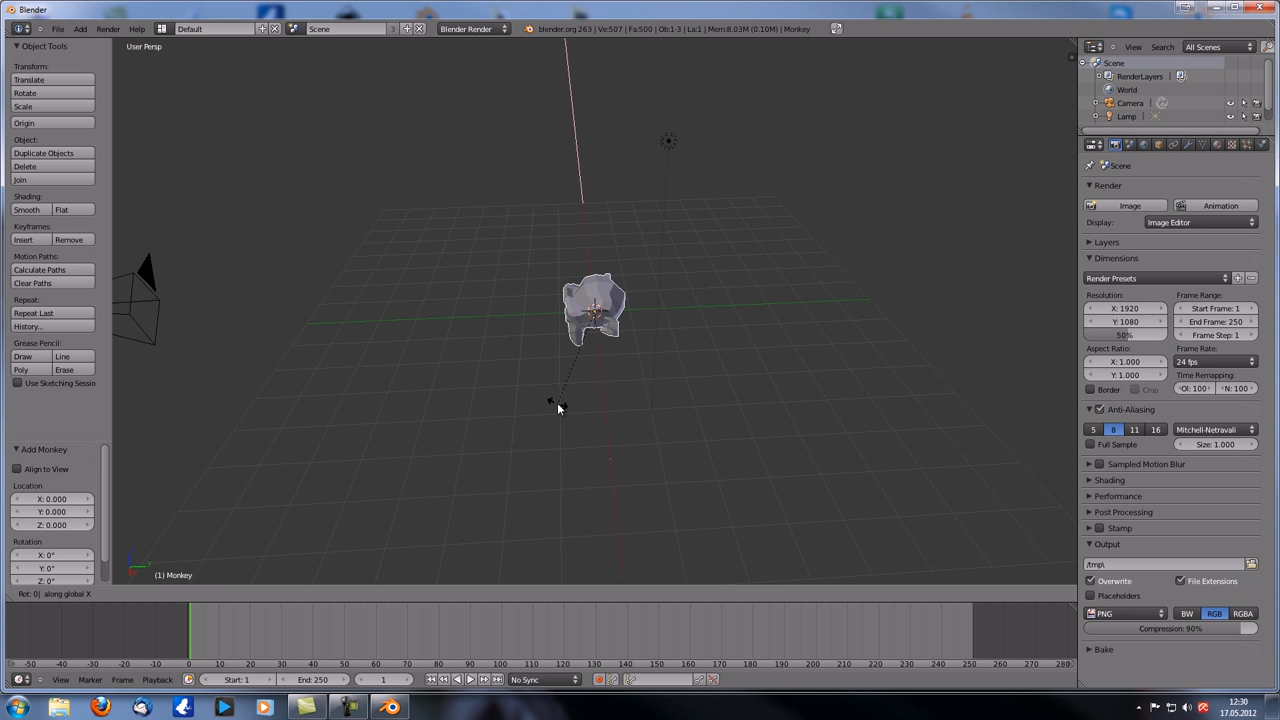 Blender
File Add Render Help
Default
Scene 3
Blender Render
blender.org 263 | Ve:507 | Fa:500 | Ob:1-3 | La:1 | Mem:8.03M (0.10M) | Monkey
Object Tools
Transform:
Translate
Rotate
Scale
Origin
Object:
Duplicate Objects
Delete
Join
Shading:
Smooth Flat
Keyframes:
Insert Remove
Motion Paths:
Calculate Paths
Clear Paths
Repeat:
Repeat Last
History...
Grease Pencil:
Draw Line
Poly Erase
Use Sketching Sessio
Add Monkey
Align to View
Location
X: 0.000
Y: 0.000
Z: 0.000
Rotation
X: 0°
Y: 0°
Z: 0°
User Persp
(1) Monkey
Rot: 0| along global X
View Search All Scenes
Scene
RenderLayers
World
Camera
Lamp
Scene
Render
Image Animation
Display: Image Editor
Layers
Dimensions
Render Presets
Resolution: Frame Range:
X: 1920 Start Frame: 1
Y: 1080 End Frame: 250
50% Frame Step: 1
Aspect Ratio: Frame Rate:
X: 1.000 24 fps
Y: 1.000 Time Remapping:
Border Crop Ol: 100 N: 100
Anti-Aliasing
5 8 11 16 Mitchell-Netravali
Full Sample Size: 1.000
Sampled Motion Blur
Shading
Performance
Post Processing
Stamp
Output
/tmp\
Overwrite File Extensions
Placeholders
PNG BW RGB RGBA
Compression: 90%
Bake
-50 -40 -30 -20 -10 0 10 20 30 40 50 60 70 80 90 100 110 120 130 140 150 160 170 180 190 200 210 220 230 240 250 260 270 280
View Marker Frame Playback Start: 1 End: 250 1 No Sync
12:30
17.05.2012